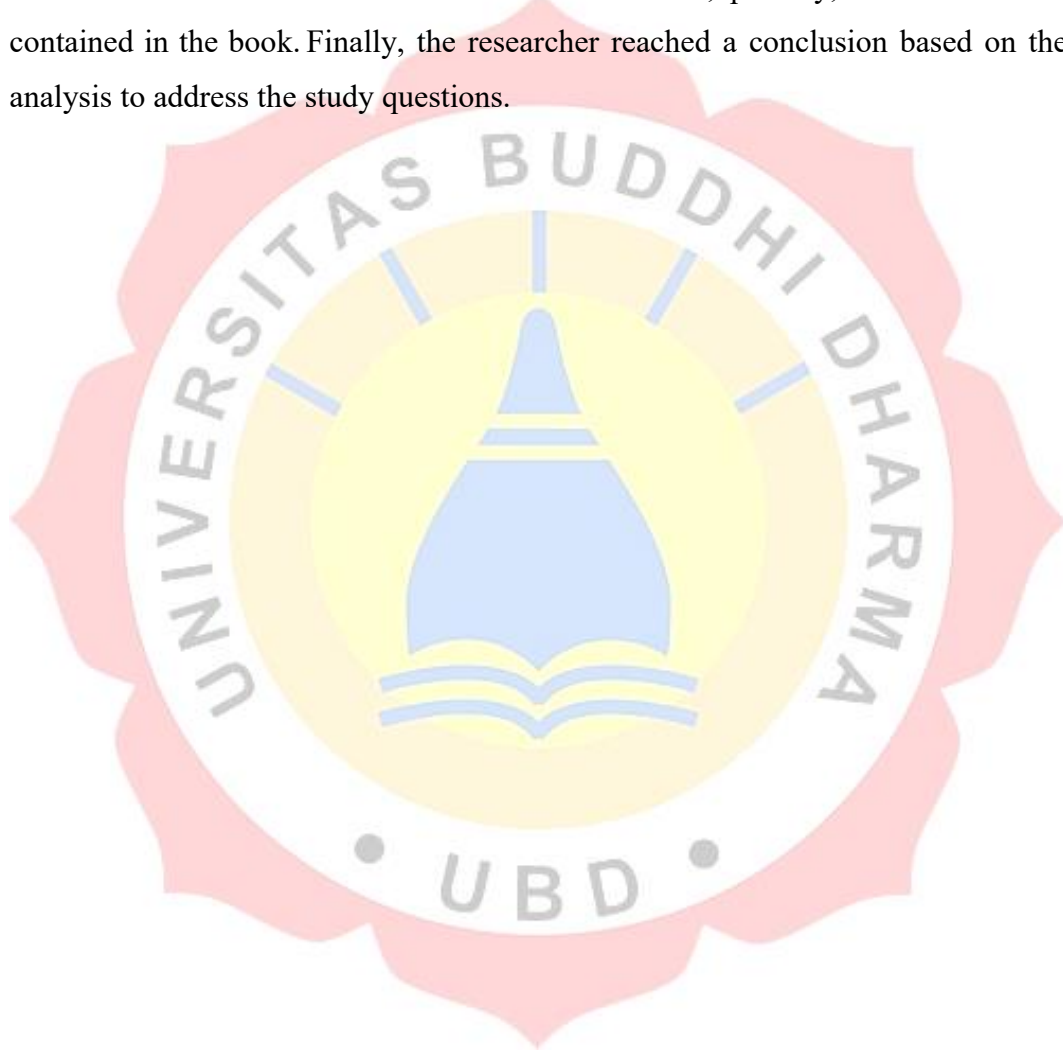 contained in the book. Finally, the researcher reached a conclusion based on the
analysis to address the study questions.
UNIVERSITAS BUDDHI DHARMA
• UBD •